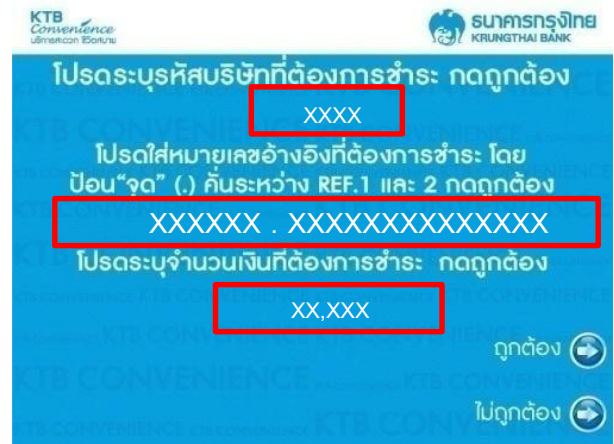 KTB
Convenience
บริการสะดวก ชีวิตสบาย
ธนาคารกรุงไทย
KRUNGTHAI BANK
โปรดระบุรหัสบริษัทที่ต้องการชำระ กดถูกต้อง
XXXX
โปรดใส่หมายเลขอ้างอิงที่ต้องการชำระ โดย
ป้อน“จุด” (.) คั่นระหว่าง REF.1 และ 2 กดถูกต้อง
XXXXXX . XXXXXXXXXXXXXX
โปรดระบุจำนวนเงินที่ต้องการชำระ กดถูกต้อง
XX,XXX
ถูกต้อง
ไม่ถูกต้อง